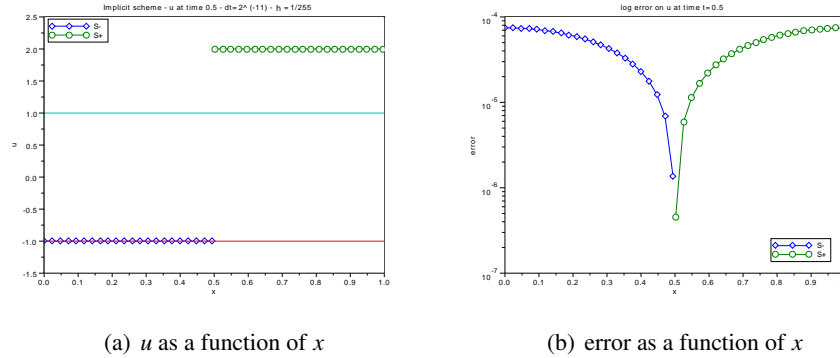 Implicit scheme - u at time 0.5 - dt=2^ (-11) - h = 1/255
2.5
2.0
1.5
1.0
0.5
0.0
-0.5
-1.0
-1.5
u
S-
S+
0.0 0.1 0.2 0.3 0.4 0.5 0.6 0.7 0.8 0.9 1.0
x
(a) u as a function of x
log error on u at time t=0.5
10^-4
10^-5
10^-6
10^-7
error
S-
S+
0.0 0.1 0.2 0.3 0.4 0.5 0.6 0.7 0.8 0.9
x
(b) error as a function of x